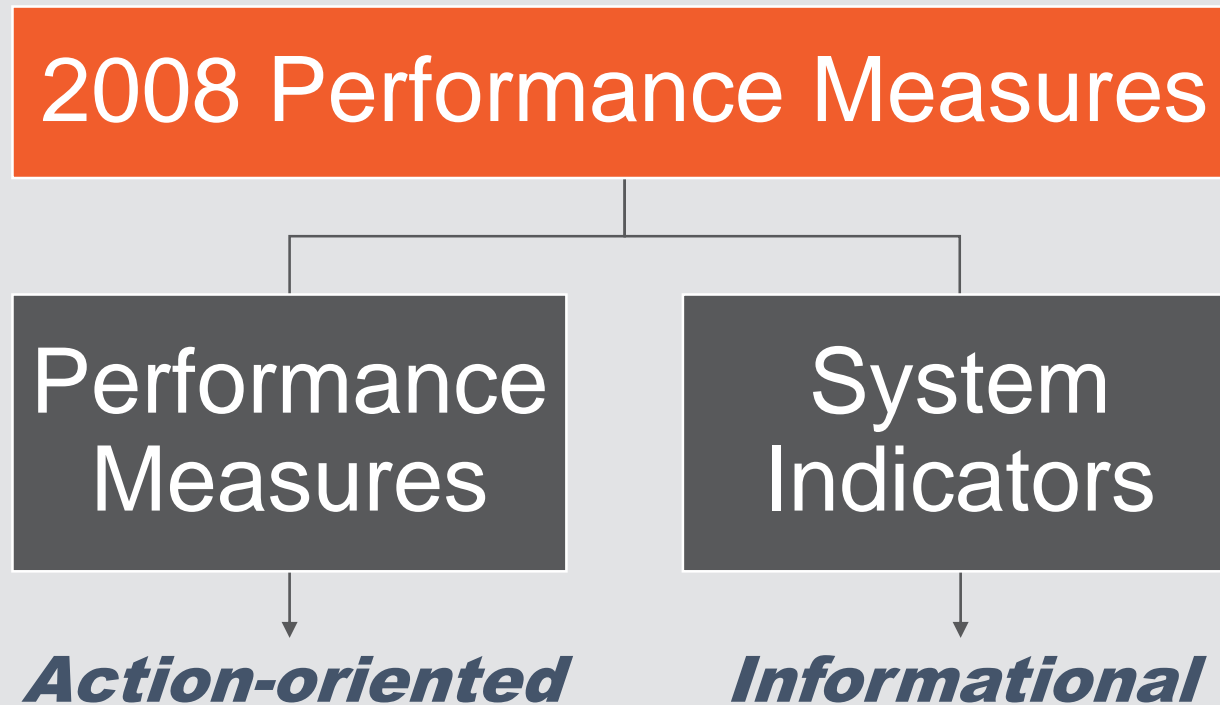 2008 Performance Measures
Performance
Measures
System
Indicators
Action-oriented
Informational